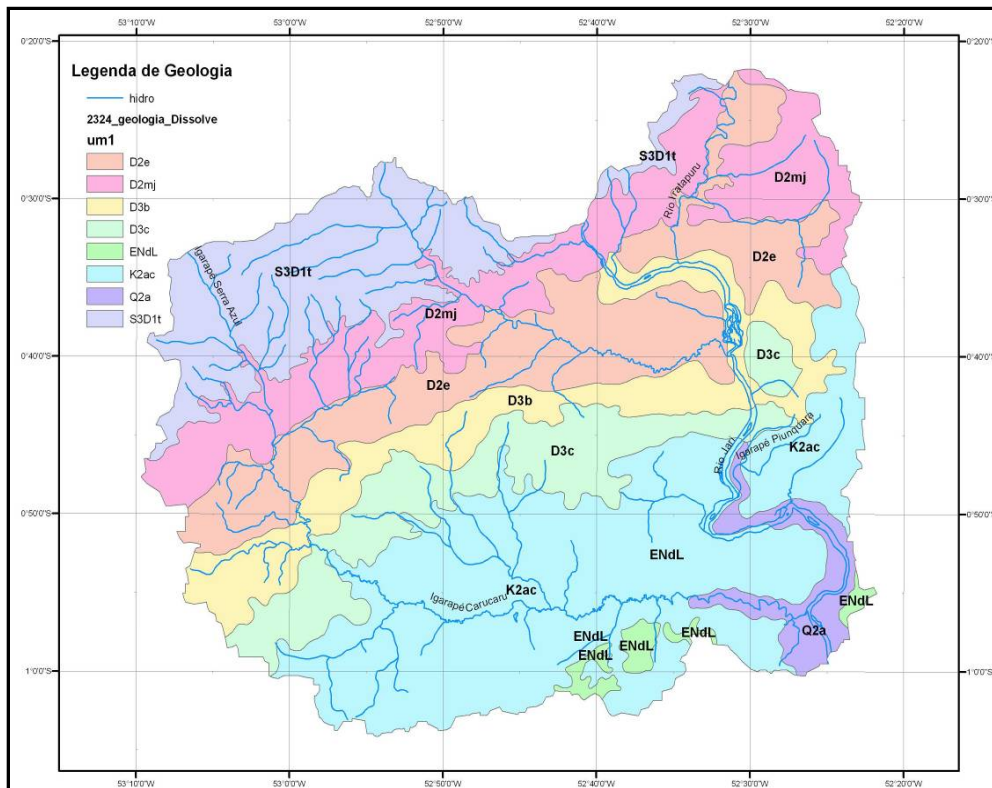 53°10'0"W 53°0'0"W 52°50'0"W 52°40'0"W 52°30'0"W 52°20'0"W
0°20'0"S 0°20'0"S
Legenda de Geologia
hidro
2324_geologia_Dissolve
um1
D2e
D2mj
D3b
D3c
ENdL
K2ac
Q2a
S3D1t
S3D1t
Rio Iratapuru
D2mj
0°30'0"S 0°30'0"S
Igarapé Serra Azul
S3D1t
D2e
D2mj
0°40'0"S 0°40'0"S
D3c
D2e
D3b
D3c
Rio Jari
Igarapé Piunquara
K2ac
0°50'0"S 0°50'0"S
ENdL
K2ac
Igarapé Carucaru
ENdL
Q2a
ENdL
ENdL
ENdL
ENdL
1°0'0"S 1°0'0"S
53°10'0"W 53°0'0"W 52°50'0"W 52°40'0"W 52°30'0"W 52°20'0"W